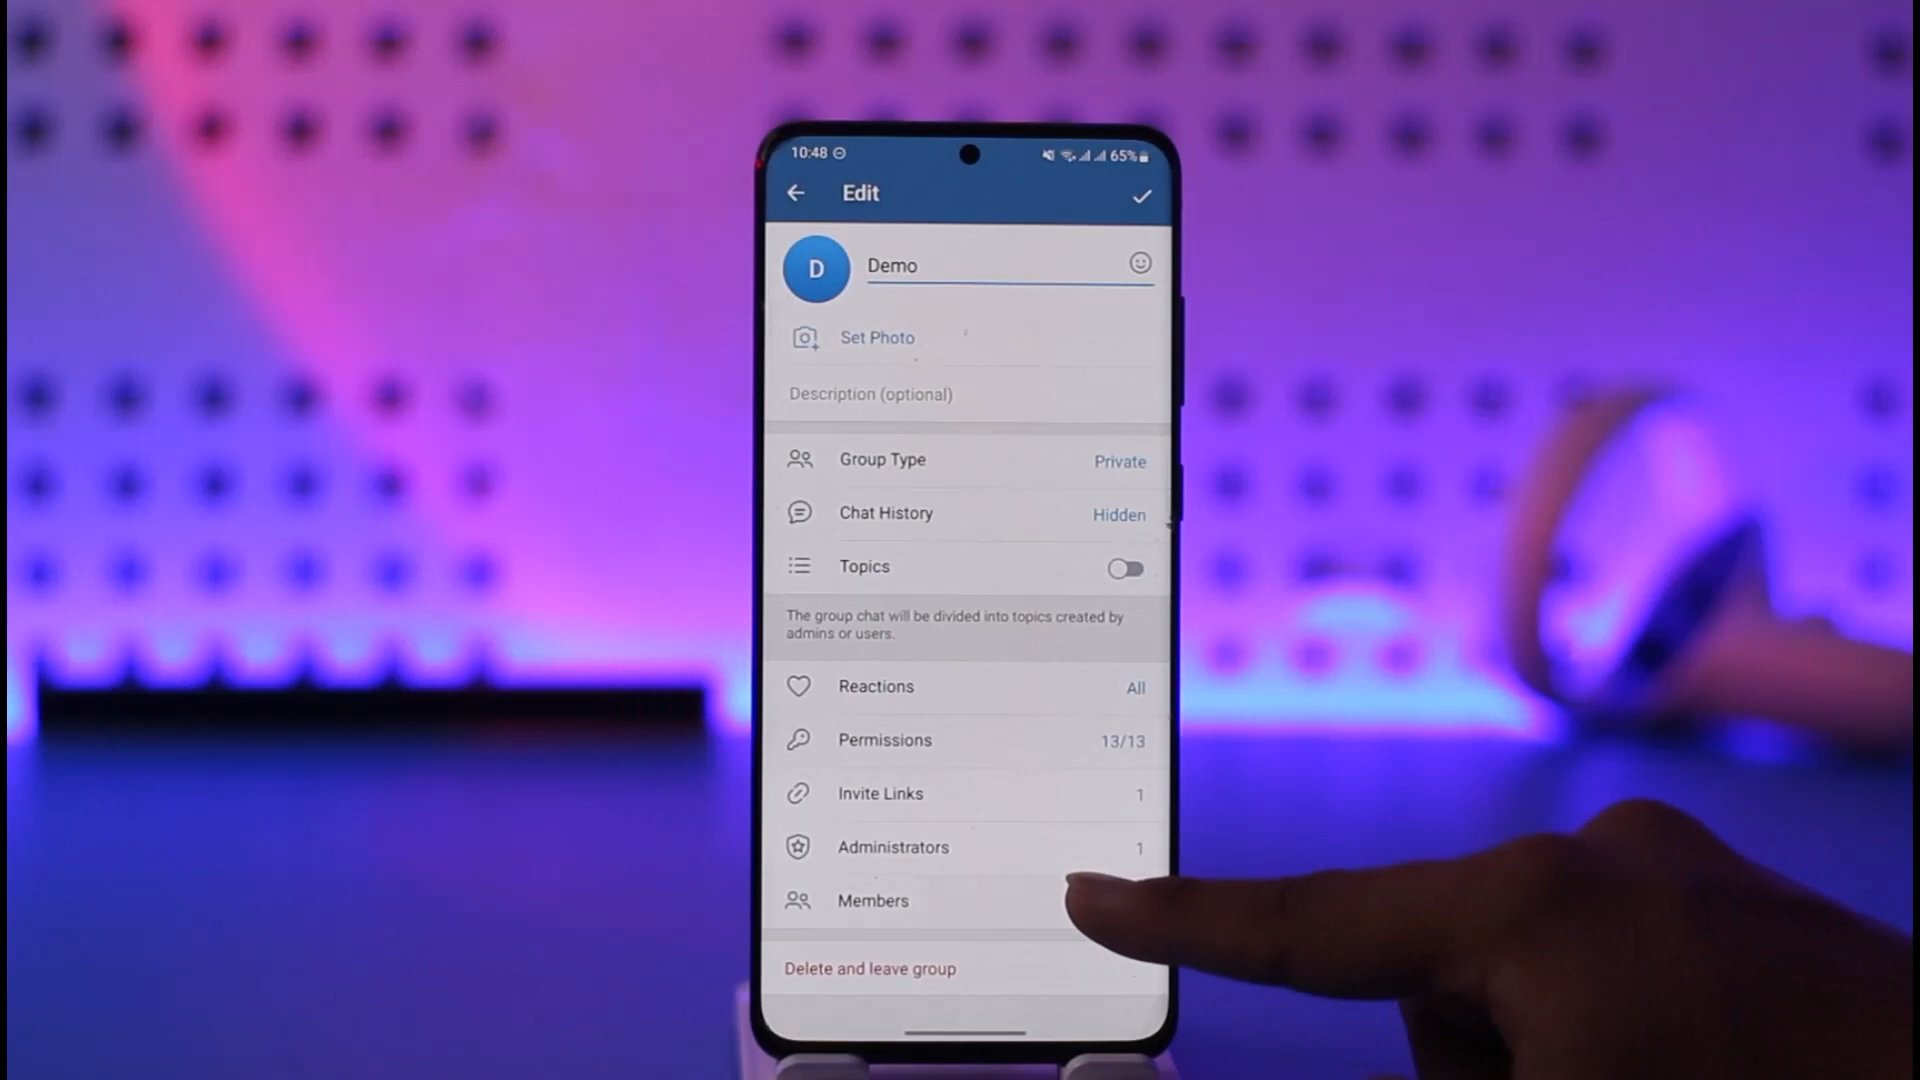 10:48
65%
Edit
D
Demo
Set Photo
Description (optional)
Group Type
Private
Chat History
Hidden
Topics
The group chat will be divided into topics created by
admins or users.
Reactions
All
Permissions
13/13
Invite Links
1
Administrators
1
Members
Delete and leave group